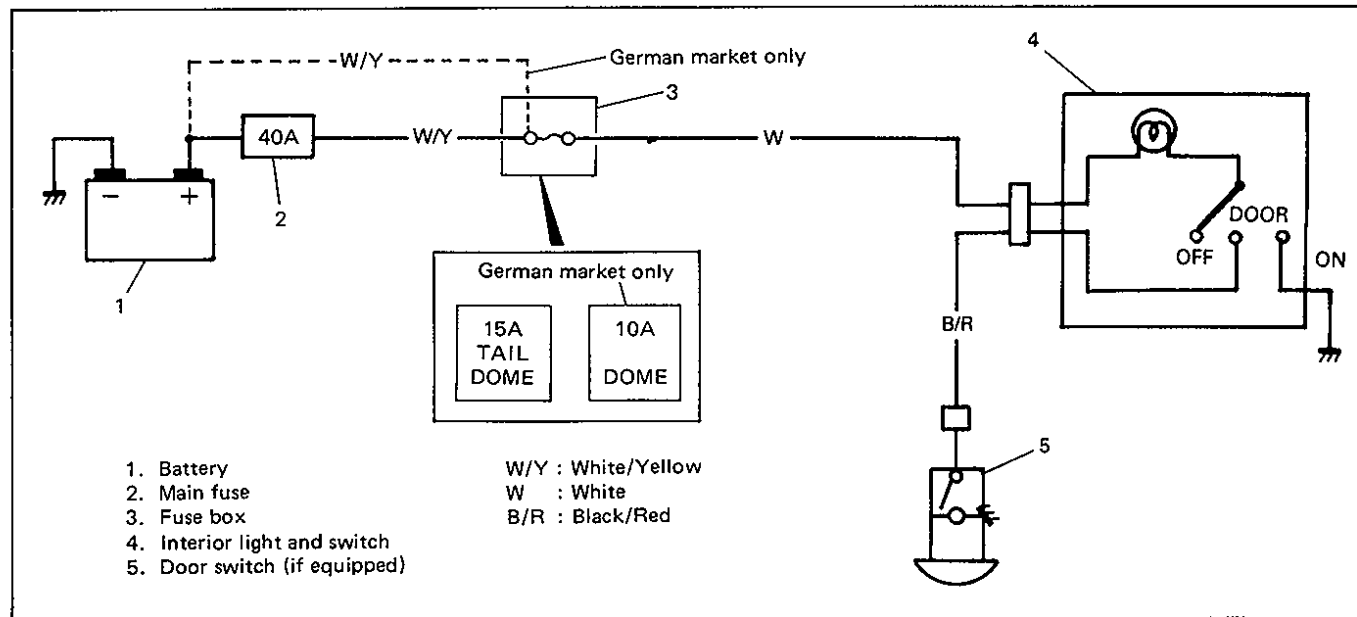 4
W/Y
German market only
3
40A
W/Y
W
2
- +
1
DOOR
OFF
ON
German market only
15A
TAIL
DOME
10A
DOME
B/R
5
1. Battery
2. Main fuse
3. Fuse box
4. Interior light and switch
5. Door switch (if equipped)
W/Y : White/Yellow
W : White
B/R : Black/Red